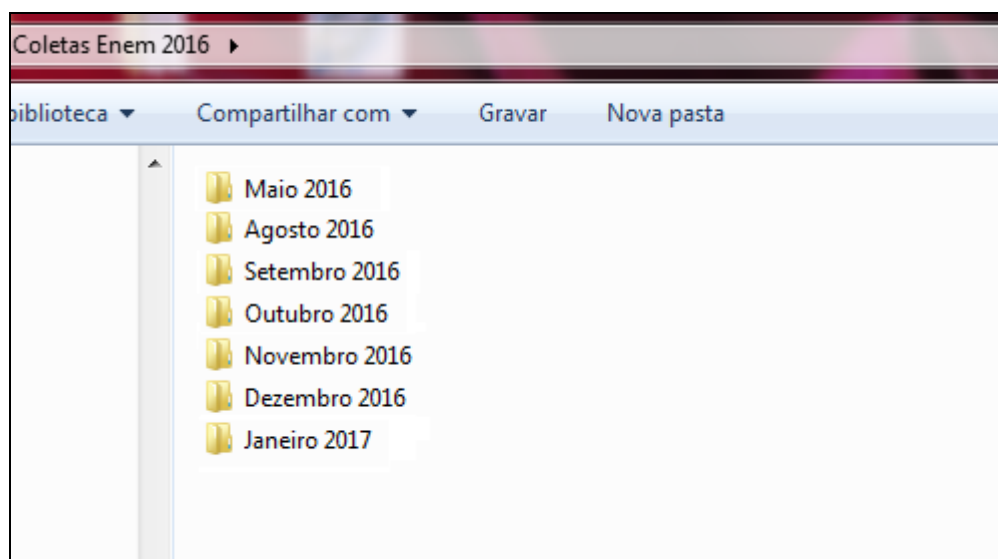 Coletas Enem 2016
biblioteca Compartilhar com Gravar Nova pasta
Maio 2016
Agosto 2016
Setembro 2016
Outubro 2016
Novembro 2016
Dezembro 2016
Janeiro 2017